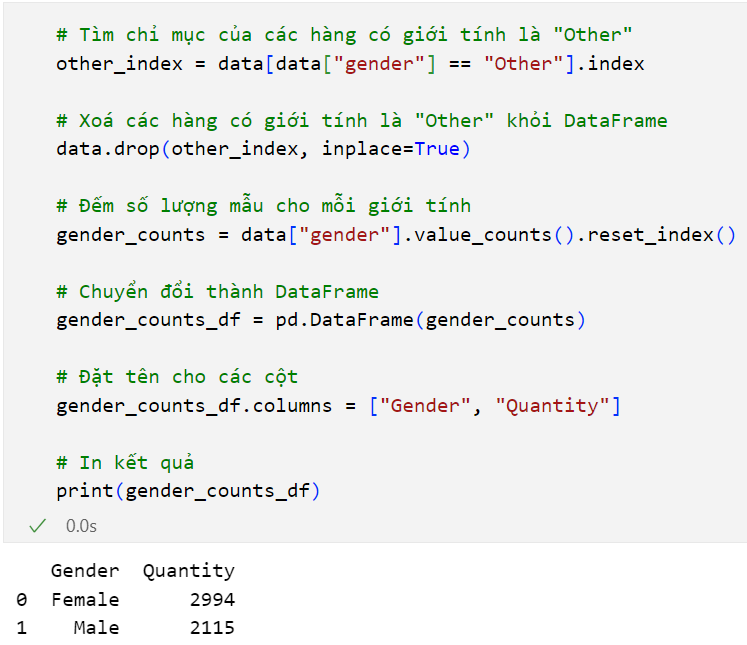 # Tìm chỉ mục của các hàng có giới tính là "Other"
other_index = data[data["gender"] == "Other"].index
# Xoá các hàng có giới tính là "Other" khỏi DataFrame
data.drop(other_index, inplace=True)
# Đếm số lượng mẫu cho mỗi giới tính
gender_counts = data["gender"].value_counts().reset_index()
# Chuyển đổi thành DataFrame
gender_counts_df = pd.DataFrame(gender_counts)
# Đặt tên cho các cột
gender_counts_df.columns = ["Gender", "Quantity"]
# In kết quả
print(gender_counts_df)
0.0s
Gender Quantity
0 Female 2994
1 Male 2115